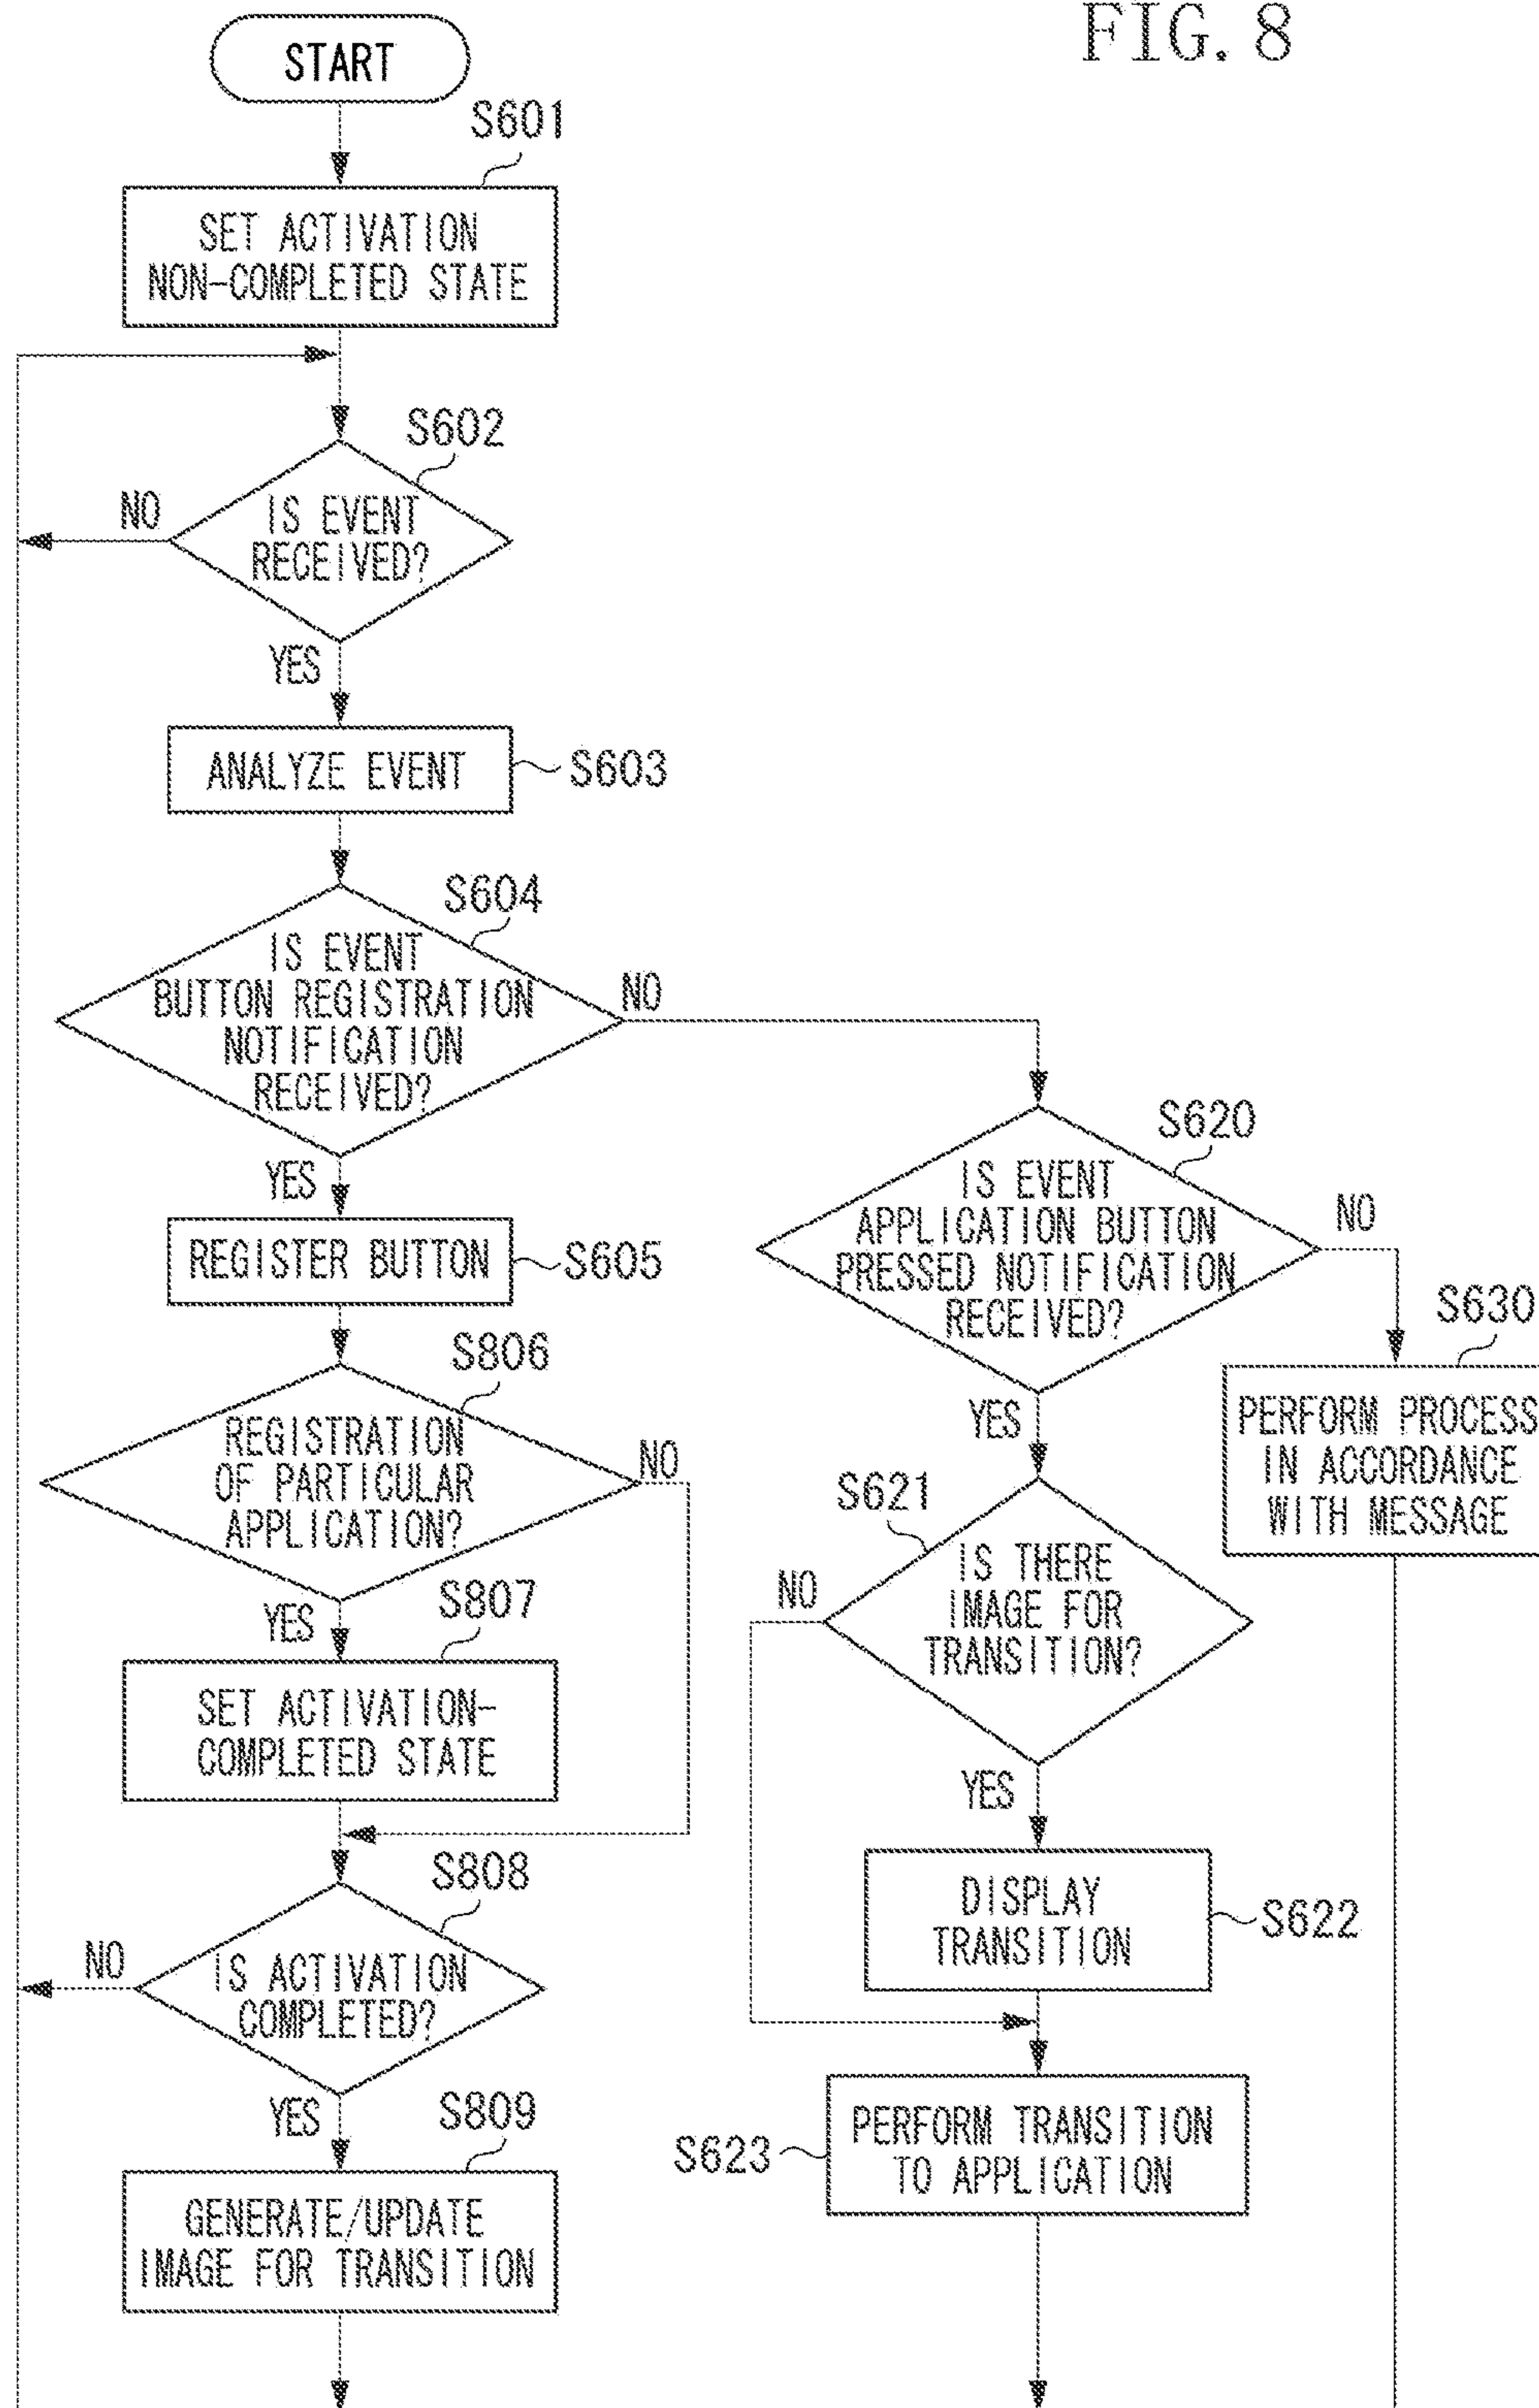 FIG. 8
START
S601
SET ACTIVATION
NON-COMPLETED STATE
S602
IS EVENT
RECEIVED?
NO
YES
ANALYZE EVENT
S603
S604
IS EVENT
BUTTON REGISTRATION
NOTIFICATION
RECEIVED?
NO
YES
REGISTER BUTTON
S605
S806
REGISTRATION
OF PARTICULAR
APPLICATION?
NO
YES
S807
SET ACTIVATION-
COMPLETED STATE
S808
IS ACTIVATION
COMPLETED?
NO
YES
S809
GENERATE/UPDATE
IMAGE FOR TRANSITION
S620
IS EVENT
APPLICATION BUTTON
PRESSED NOTIFICATION
RECEIVED?
NO
YES
S630
PERFORM PROCESS
IN ACCORDANCE
WITH MESSAGE
S621
IS THERE
IMAGE FOR
TRANSITION?
NO
YES
DISPLAY
TRANSITION
S622
S623
PERFORM TRANSITION
TO APPLICATION